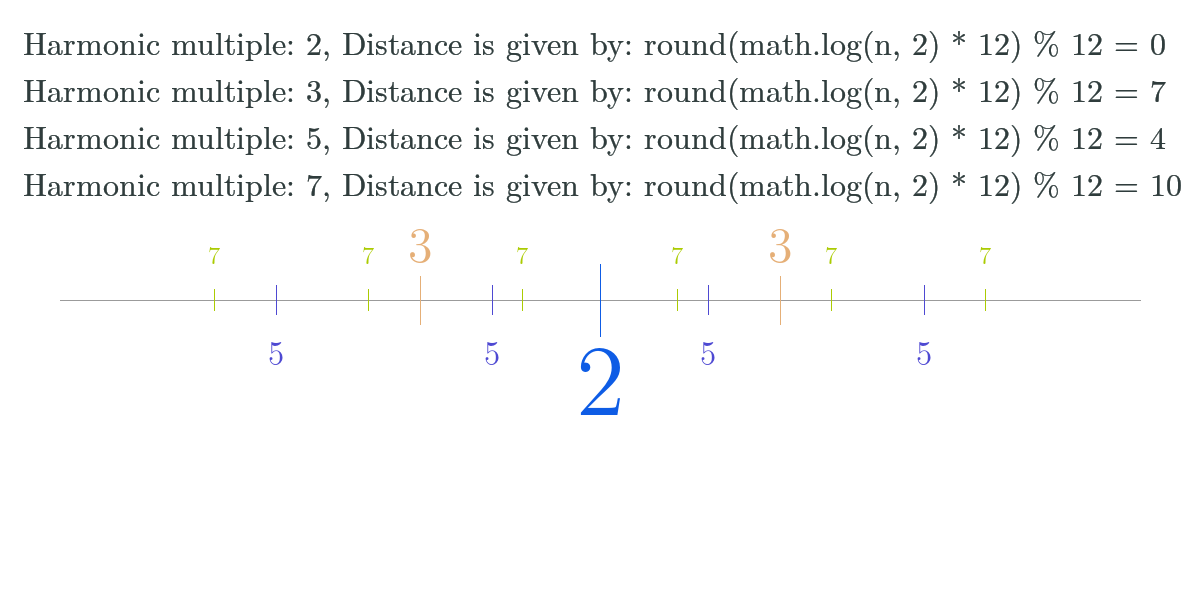 Harmonic multiple: 2, Distance is given by: round(math.log(n, 2) * 12) % 12 = 0
Harmonic multiple: 3, Distance is given by: round(math.log(n, 2) * 12) % 12 = 7
Harmonic multiple: 5, Distance is given by: round(math.log(n, 2) * 12) % 12 = 4
Harmonic multiple: 7, Distance is given by: round(math.log(n, 2) * 12) % 12 = 10
7 7 3 7 7 3 7 7
5 5 5 5
2